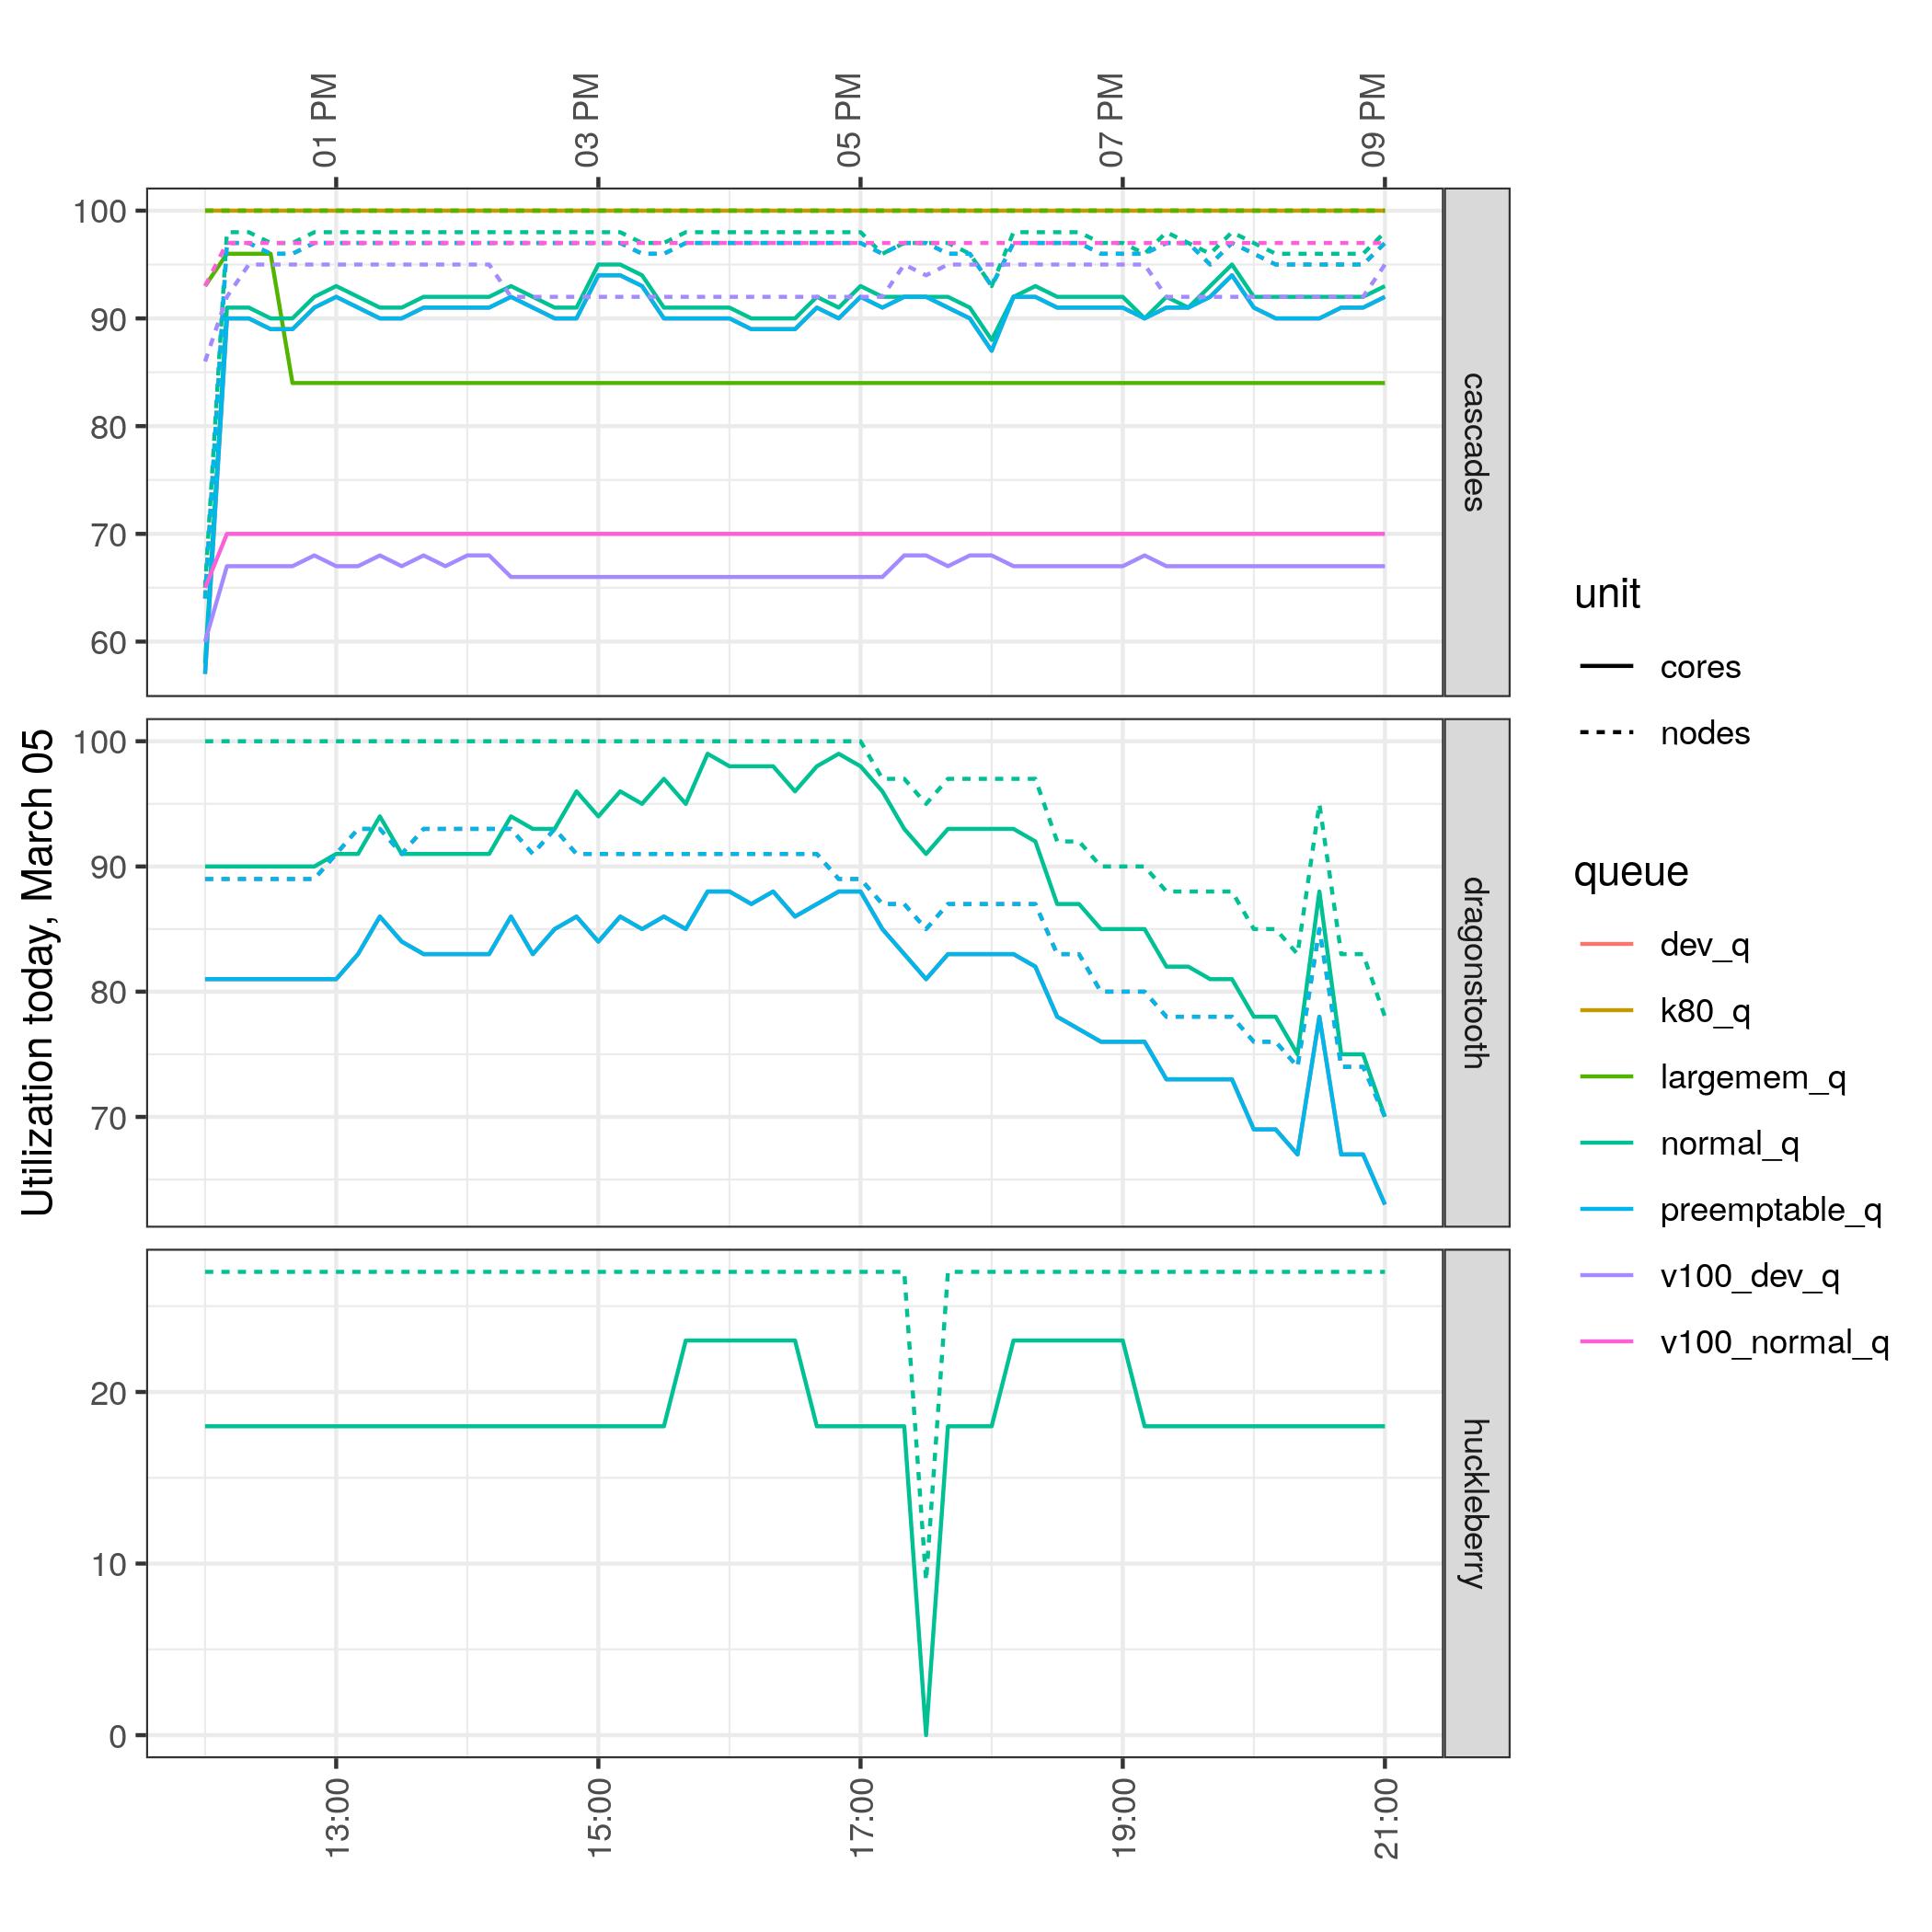 01 PM
03 PM
05 PM
07 PM
09 PM
Utilization today, March 05
100
90
80
70
60
cascades
100
90
80
70
dragonstooth
20
10
0
huckleberry
13:00
15:00
17:00
19:00
21:00
unit
cores
nodes
queue
dev_q
k80_q
largemem_q
normal_q
preemptable_q
v100_dev_q
v100_normal_q